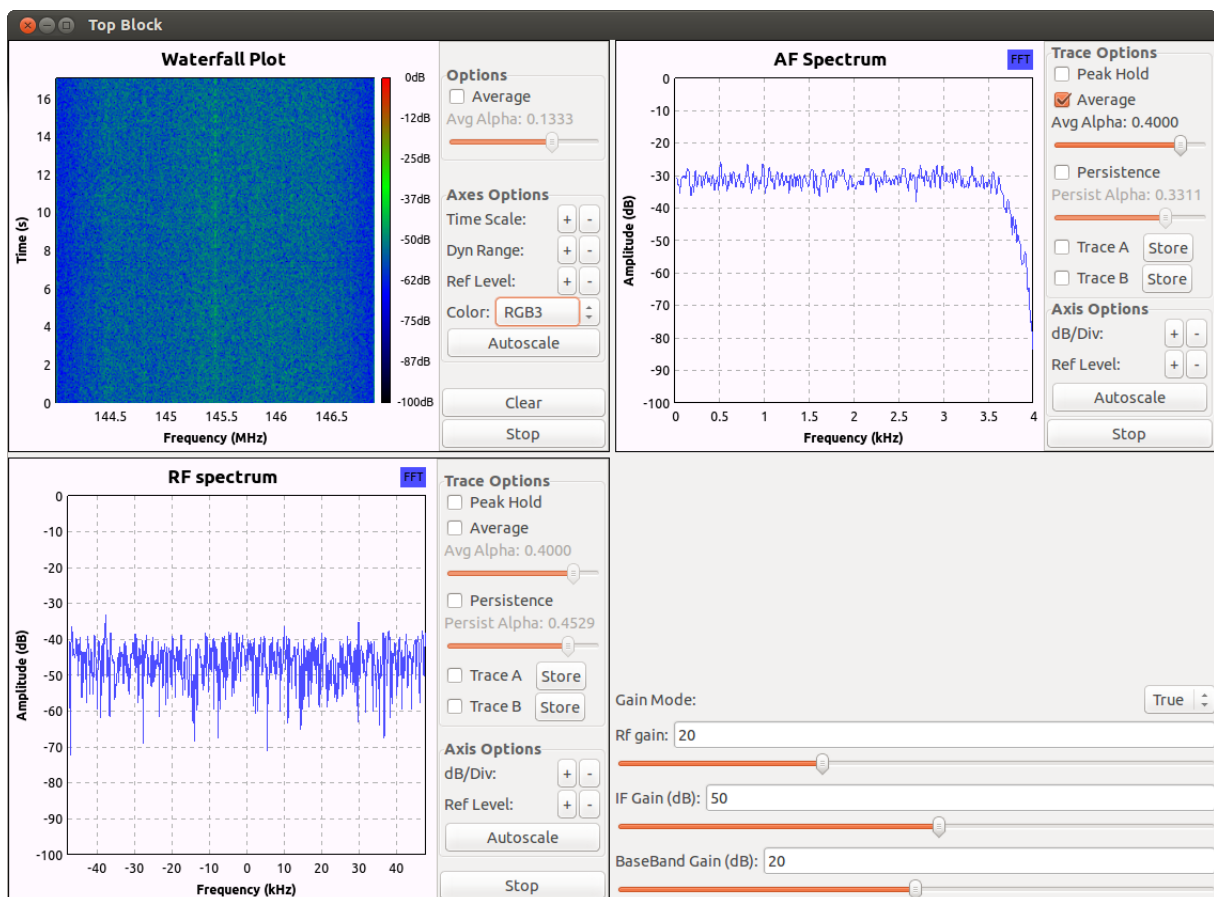 Top Block
Waterfall Plot
Time (s)
16
14
12
10
8
6
4
2
0
144.5 145 145.5 146 146.5
Frequency (MHz)
0dB
-12dB
-25dB
-37dB
-50dB
-62dB
-75dB
-87dB
-100dB
Options
Average
Avg Alpha: 0.1333
Axes Options
Time Scale: + -
Dyn Range: + -
Ref Level: + -
Color: RGB3
Autoscale
Clear
Stop
AF Spectrum
FFT
Amplitude (dB)
0
-10
-20
-30
-40
-50
-60
-70
-80
-90
-100
0 0.5 1 1.5 2 2.5 3 3.5 4
Frequency (kHz)
Trace Options
Peak Hold
Average
Avg Alpha: 0.4000
Persistence
Persist Alpha: 0.3311
Trace A Store
Trace B Store
Axis Options
dB/Div: + -
Ref Level: + -
Autoscale
Stop
RF spectrum
FFT
Amplitude (dB)
0
-10
-20
-30
-40
-50
-60
-70
-80
-90
-100
-40 -30 -20 -10 0 10 20 30 40
Frequency (kHz)
Trace Options
Peak Hold
Average
Avg Alpha: 0.4000
Persistence
Persist Alpha: 0.4529
Trace A Store
Trace B Store
Axis Options
dB/Div: + -
Ref Level: + -
Autoscale
Stop
Gain Mode: True
Rf gain: 20
IF Gain (dB): 50
BaseBand Gain (dB): 20